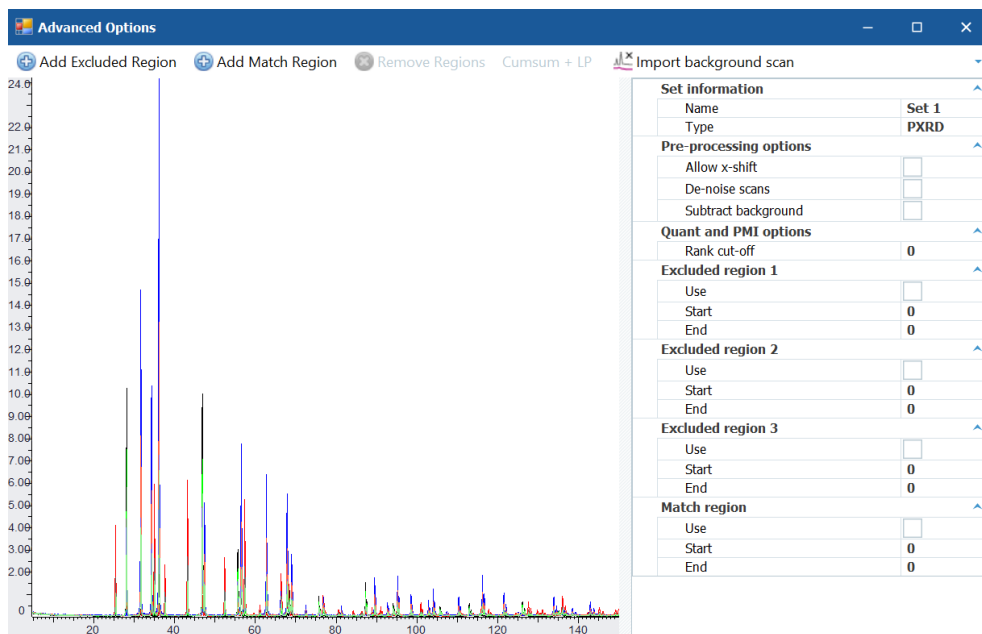 Advanced Options
Add Excluded Region Add Match Region Remove Regions Cumsum + LP Import background scan
24.0
22.0
21.0
20.0
19.0
18.0
17.0
16.0
15.0
14.0
13.0
12.0
11.0
10.0
9.00
8.00
7.00
6.00
5.00
4.00
3.00
2.00
0
20 40 60 80 100 120 140
Set information
Name Set 1
Type PXRD
Pre-processing options
Allow x-shift
De-noise scans
Subtract background
Quant and PMI options
Rank cut-off 0
Excluded region 1
Use
Start 0
End 0
Excluded region 2
Use
Start 0
End 0
Excluded region 3
Use
Start 0
End 0
Match region
Use
Start 0
End 0